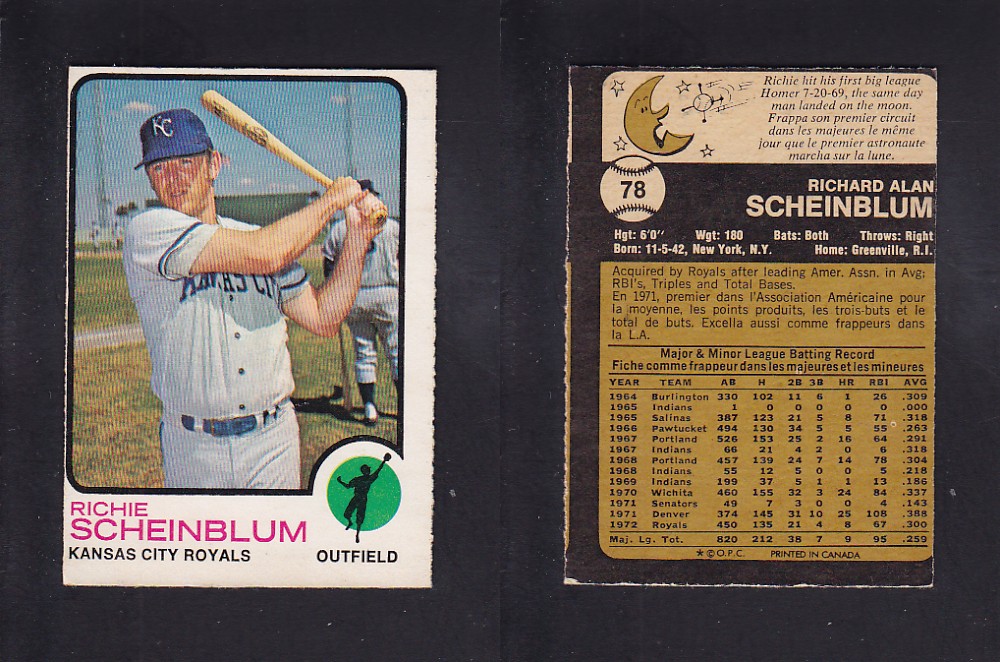 KC
KANSAS CITY
RICHIE
SCHEINBLUM
KANSAS CITY ROYALS
OUTFIELD
Richie hit his first big league
Homer 7-20-69, the same day
man landed on the moon.
Frappa son premier circuit
dans les majeures le même
jour que le premier astronaute
marcha sur la lune.
78
RICHARD ALAN
SCHEINBLUM
Hgt: 6'0" Wgt: 180 Bats: Both Throws: Right
Born: 11-5-42, New York, N.Y. Home: Greenville, R.I.
Acquired by Royals after leading Amer. Assn. in Avg;
RBI's, Triples and Total Bases.
En 1971, premier dans l'Association Américaine pour
la moyenne, les points produits, les trois-buts et le
total de buts. Excella aussi comme frappeurs dans
la L.A.
Major & Minor League Batting Record
Fiche comme frappeur dans les majeures et les mineures
YEAR TEAM AB H 2B 3B HR RBI AVG
1964 Burlington 330 102 11 6 1 26 .309
1965 Indians 1 0 0 0 0 0 .000
1965 Salinas 387 123 21 5 8 71 .318
1966 Pawtucket 494 130 34 5 5 55 .263
1967 Portland 526 153 25 2 16 64 .291
1967 Indians 66 21 4 2 0 6 .318
1968 Portland 457 139 24 7 14 78 .304
1968 Indians 55 12 5 0 0 5 .218
1969 Indians 199 37 5 1 1 13 .186
1970 Wichita 460 155 32 3 24 84 .337
1971 Senators 49 7 3 0 0 4 .143
1971 Denver 374 145 31 10 25 108 .388
1972 Royals 450 135 21 4 8 67 .300
Maj. Lg. Tot. 820 212 38 7 9 95 .259
* © O.P.C. PRINTED IN CANADA